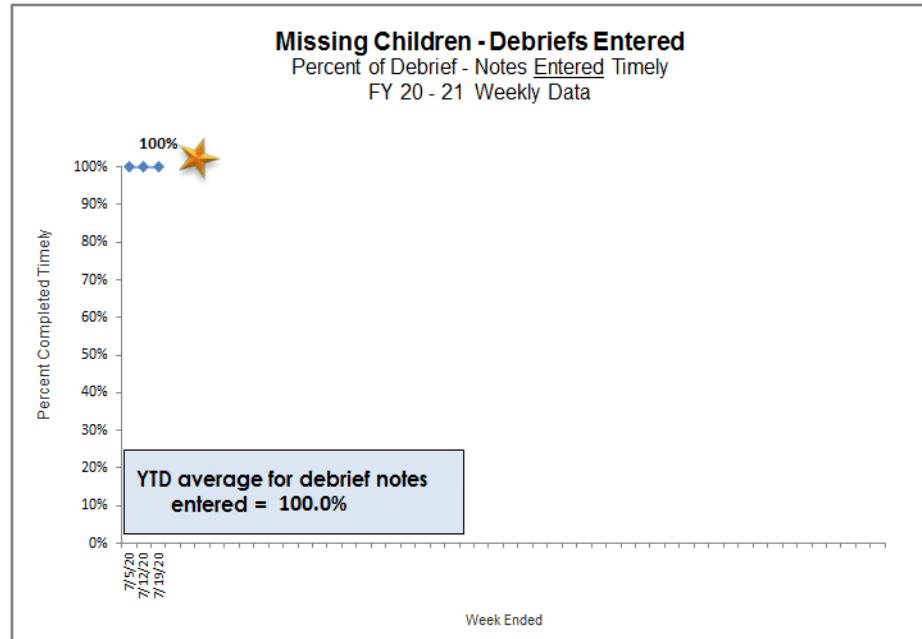 Missing Children - Debriefs Entered
Percent of Debrief - Notes Entered Timely
FY 20 - 21 Weekly Data
100%
100%
90%
80%
70%
60%
50%
40%
30%
20%
10%
0%
Percent Completed Timely
YTD average for debrief notes
entered = 100.0%
7/5/20
7/12/20
7/19/20
Week Ended